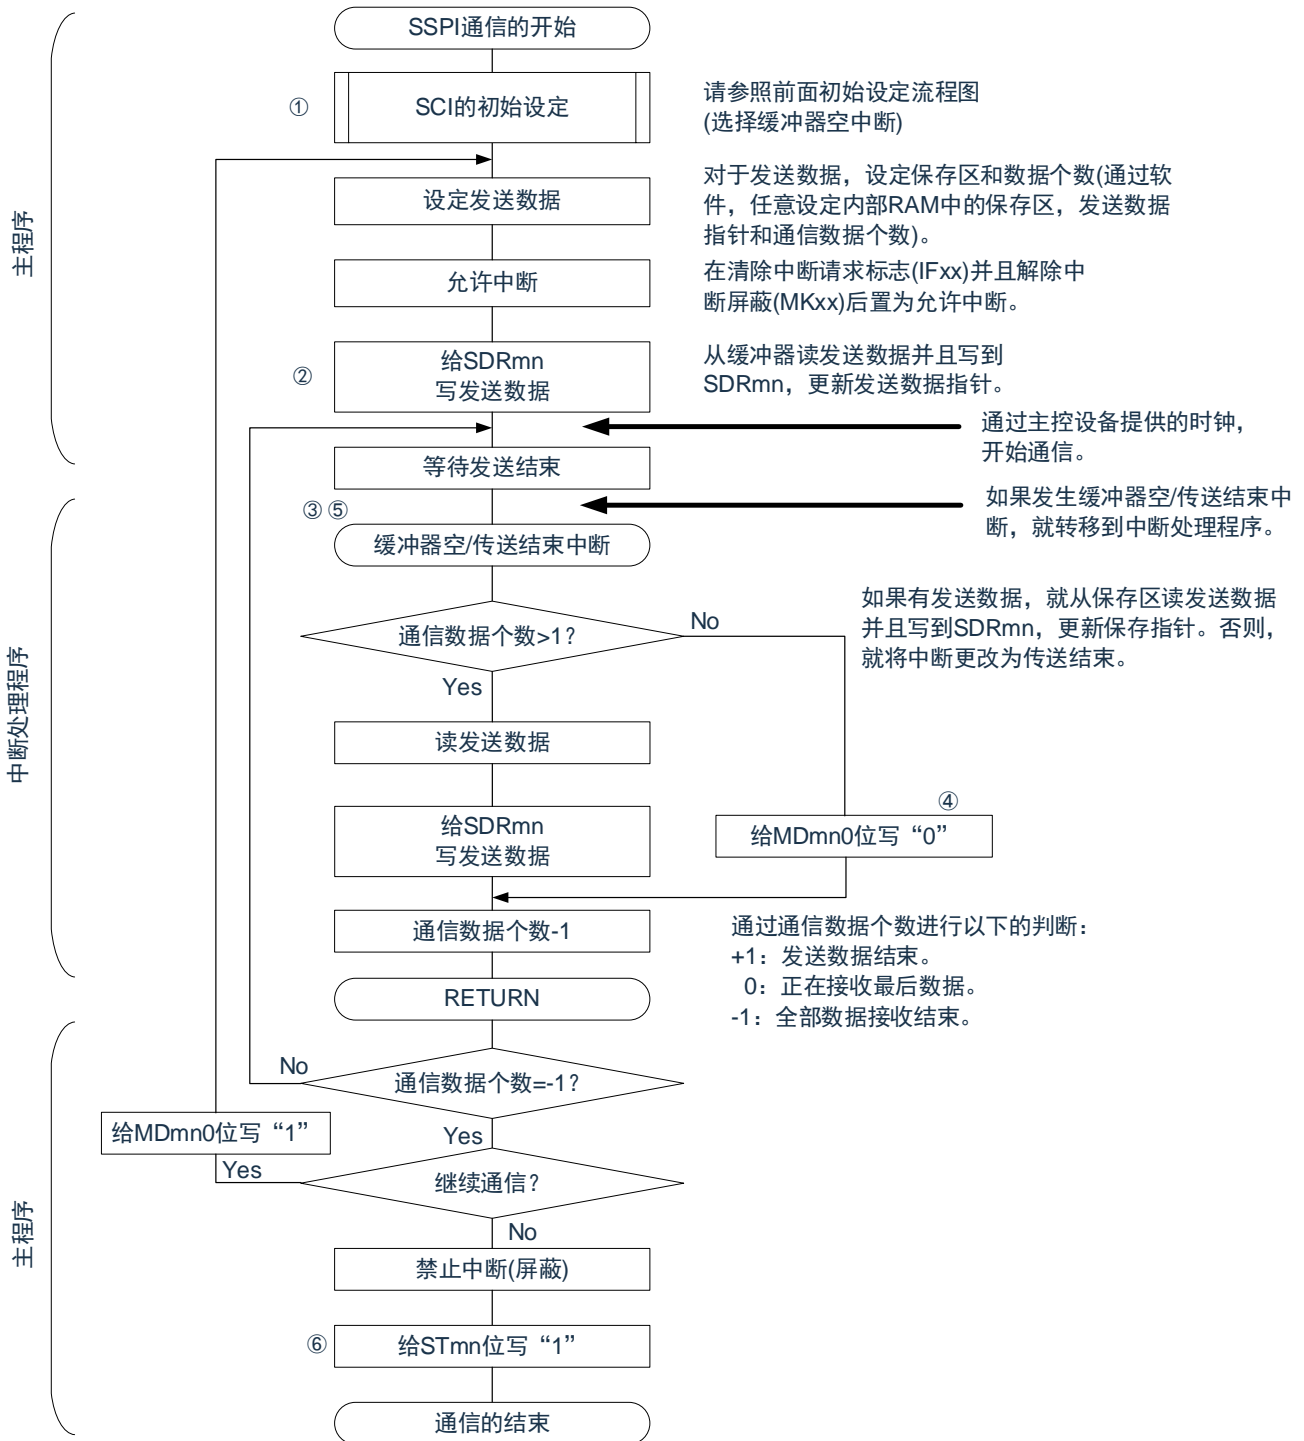 SSPI通信的开始
①
SCI的初始设定
请参照前面初始设定流程图
(选择缓冲器空中断)
主程序
设定发送数据
对于发送数据，设定保存区和数据个数(通过软
件，任意设定内部RAM中的保存区，发送数据
指针和通信数据个数)。
允许中断
在清除中断请求标志(IFxx)并且解除中
断屏蔽(MKxx)后置为允许中断。
②
给SDRmn
写发送数据
从缓冲器读发送数据并且写到
SDRmn，更新发送数据指针。
通过主控设备提供的时钟，
开始通信。
等待发送结束
③⑤
如果发生缓冲器空/传送结束中
断，就转移到中断处理程序。
缓冲器空/传送结束中断
中断处理程序
通信数据个数>1？
No
如果有发送数据，就从保存区读发送数据
并且写到SDRmn，更新保存指针。否则，
就将中断更改为传送结束。
Yes
读发送数据
给SDRmn
写发送数据
④
给MDmn0位写“0”
通信数据个数-1
通过通信数据个数进行以下的判断：
+1：发送数据结束。
0：正在接收最后数据。
-1：全部数据接收结束。
RETURN
No
通信数据个数=-1？
给MDmn0位写“1”
Yes
Yes
继续通信？
主程序
No
禁止中断(屏蔽)
⑥
给STmn位写“1”
通信的结束